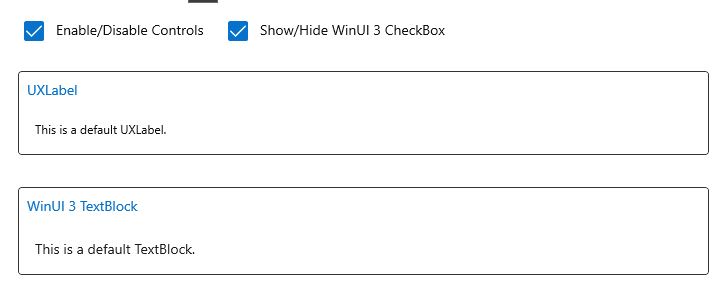 Enable/Disable Controls Show/Hide WinUI 3 CheckBox
UXLabel
This is a default UXLabel.
WinUI 3 TextBlock
This is a default TextBlock.